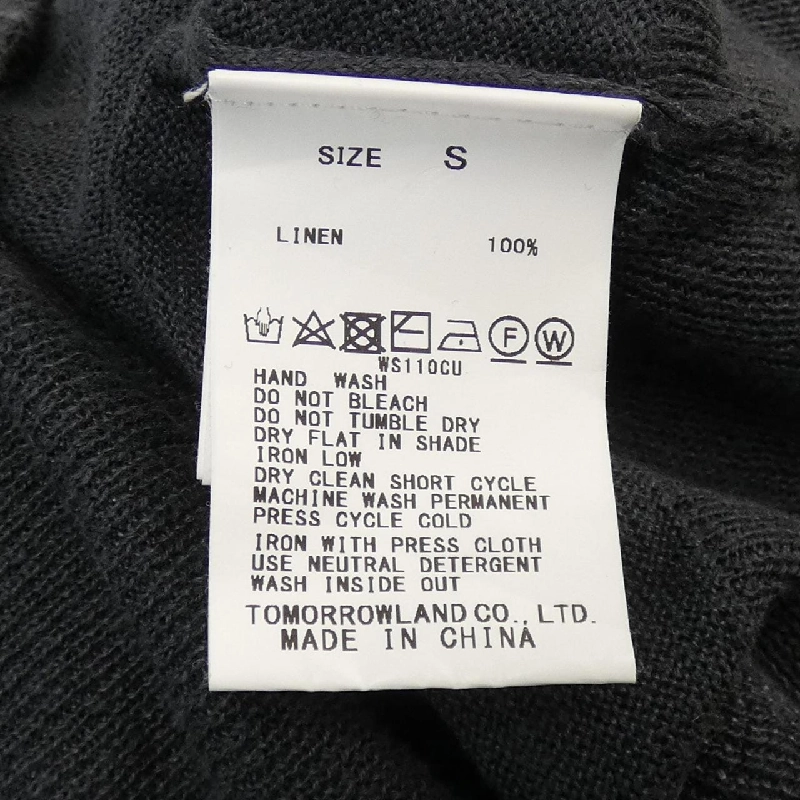 SIZE S
LINEN 100%
F W
WS110CU
HAND WASH
DO NOT BLEACH
DO NOT TUMBLE DRY
DRY FLAT IN SHADE
IRON LOW
DRY CLEAN SHORT CYCLE
MACHINE WASH PERMANENT
PRESS CYCLE COLD
IRON WITH PRESS CLOTH
USE NEUTRAL DETERGENT
WASH INSIDE OUT
TOMORROWLAND CO., LTD.
MADE IN CHINA